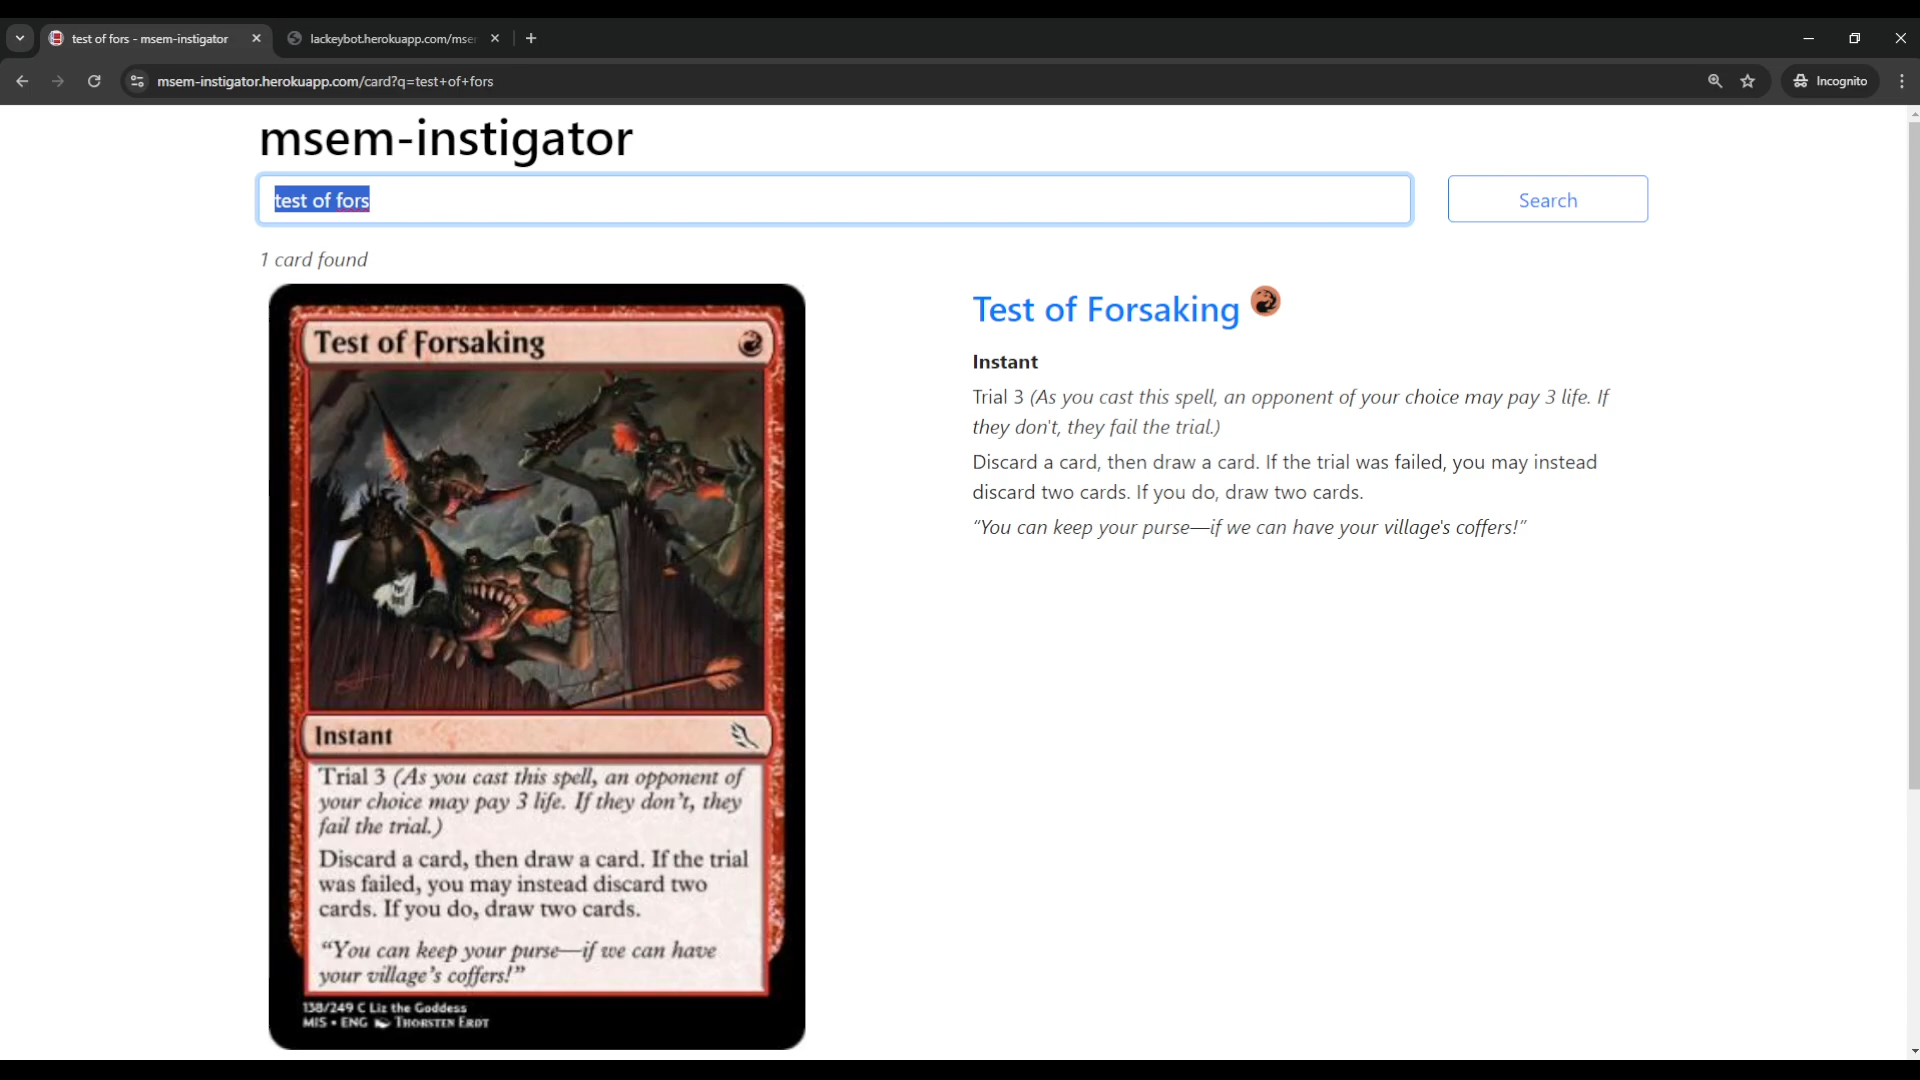 test of fors - msem-instigator
lackeybot.herokuapp.com/mse
msem-instigator.herokuapp.com/card?q=test+of+fors
Incognito
msem-instigator
test of fors
Search
1 card found
Test of Forsaking
Instant
Trial 3 (As you cast this spell, an opponent of
your choice may pay 3 life. If they don't, they
fail the trial.)
Discard a card, then draw a card. If the trial
was failed, you may instead discard two
cards. If you do, draw two cards.
“You can keep your purse—if we can have
your village's coffers!”
138/249 C Liz the Goddess
MIS • ENG THORSTEN ERDT
Test of Forsaking
Instant
Trial 3 (As you cast this spell, an opponent of your choice may pay 3 life. If
they don't, they fail the trial.)
Discard a card, then draw a card. If the trial was failed, you may instead
discard two cards. If you do, draw two cards.
“You can keep your purse—if we can have your village's coffers!”